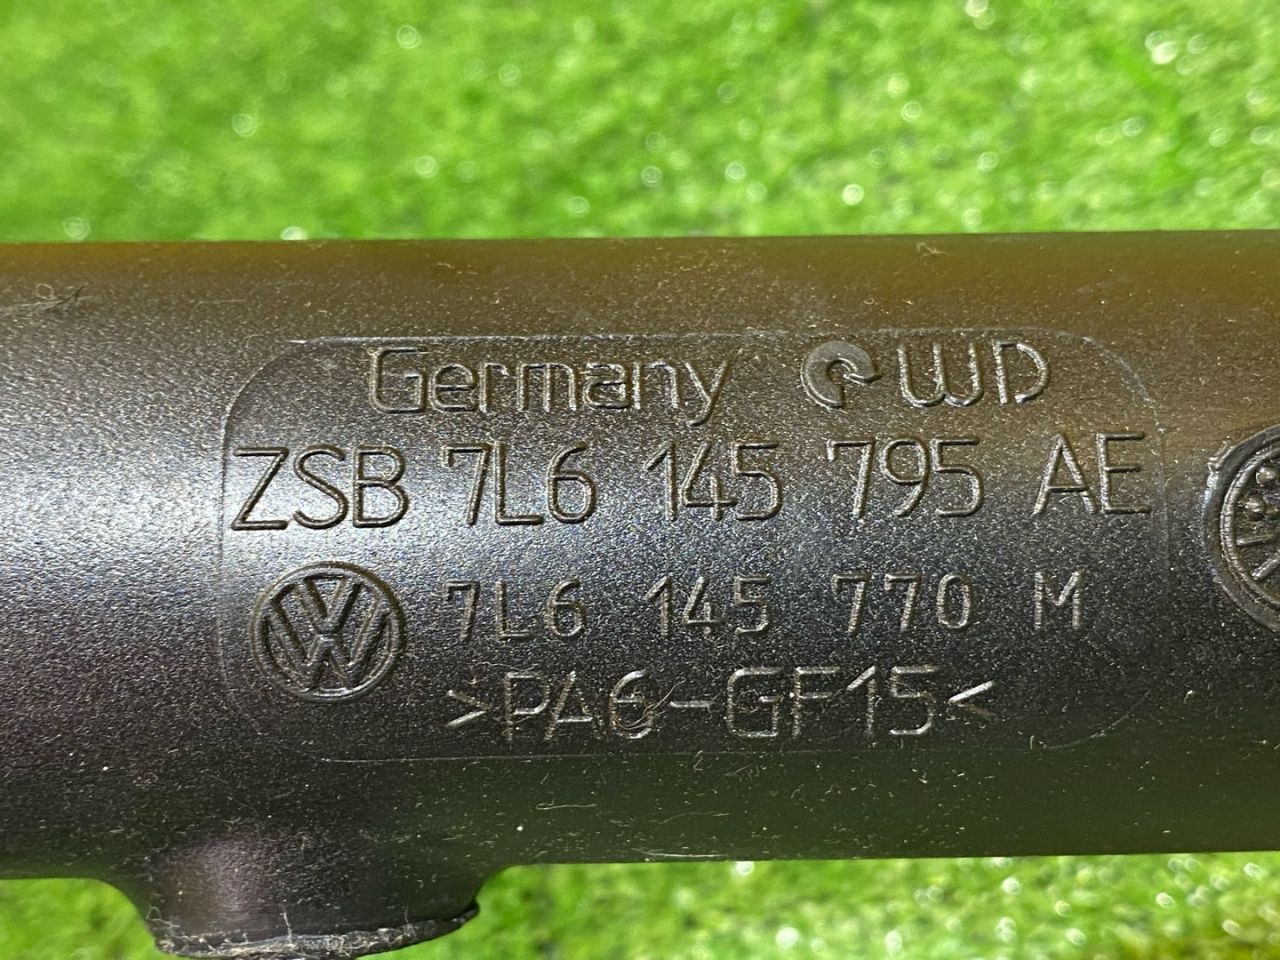 Germany WD
ZSB 7L6 145 795 AE
7L6 145 770 M
>PA6-GF15<